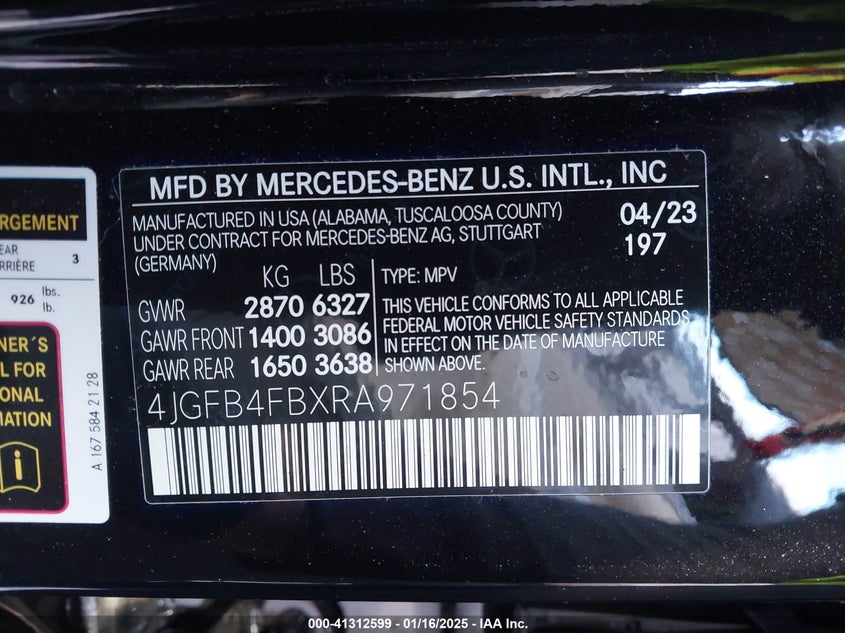 MFD BY MERCEDES-BENZ U.S. INTL., INC
MANUFACTURED IN USA (ALABAMA, TUSCALOOSA COUNTY)
UNDER CONTRACT FOR MERCEDES-BENZ AG, STUTTGART
(GERMANY)
04/23
197
KG LBS
GVWR 2870 6327
GAWR FRONT 1400 3086
GAWR REAR 1650 3638
TYPE: MPV
THIS VEHICLE CONFORMS TO ALL APPLICABLE
FEDERAL MOTOR VEHICLE SAFETY STANDARDS
IN EFFECT ON THE DATE OF MANUFACTURE
SHOWN ABOVE.
4JGFB4FBXRA971854
RGEMENT
EAR
RRIÈRE 3
926 lbs.
lb.
NER´S
L FOR
IONAL
MATION
i
A 167 584 21 28
000-41312599 - 01/16/2025 - IAA Inc.